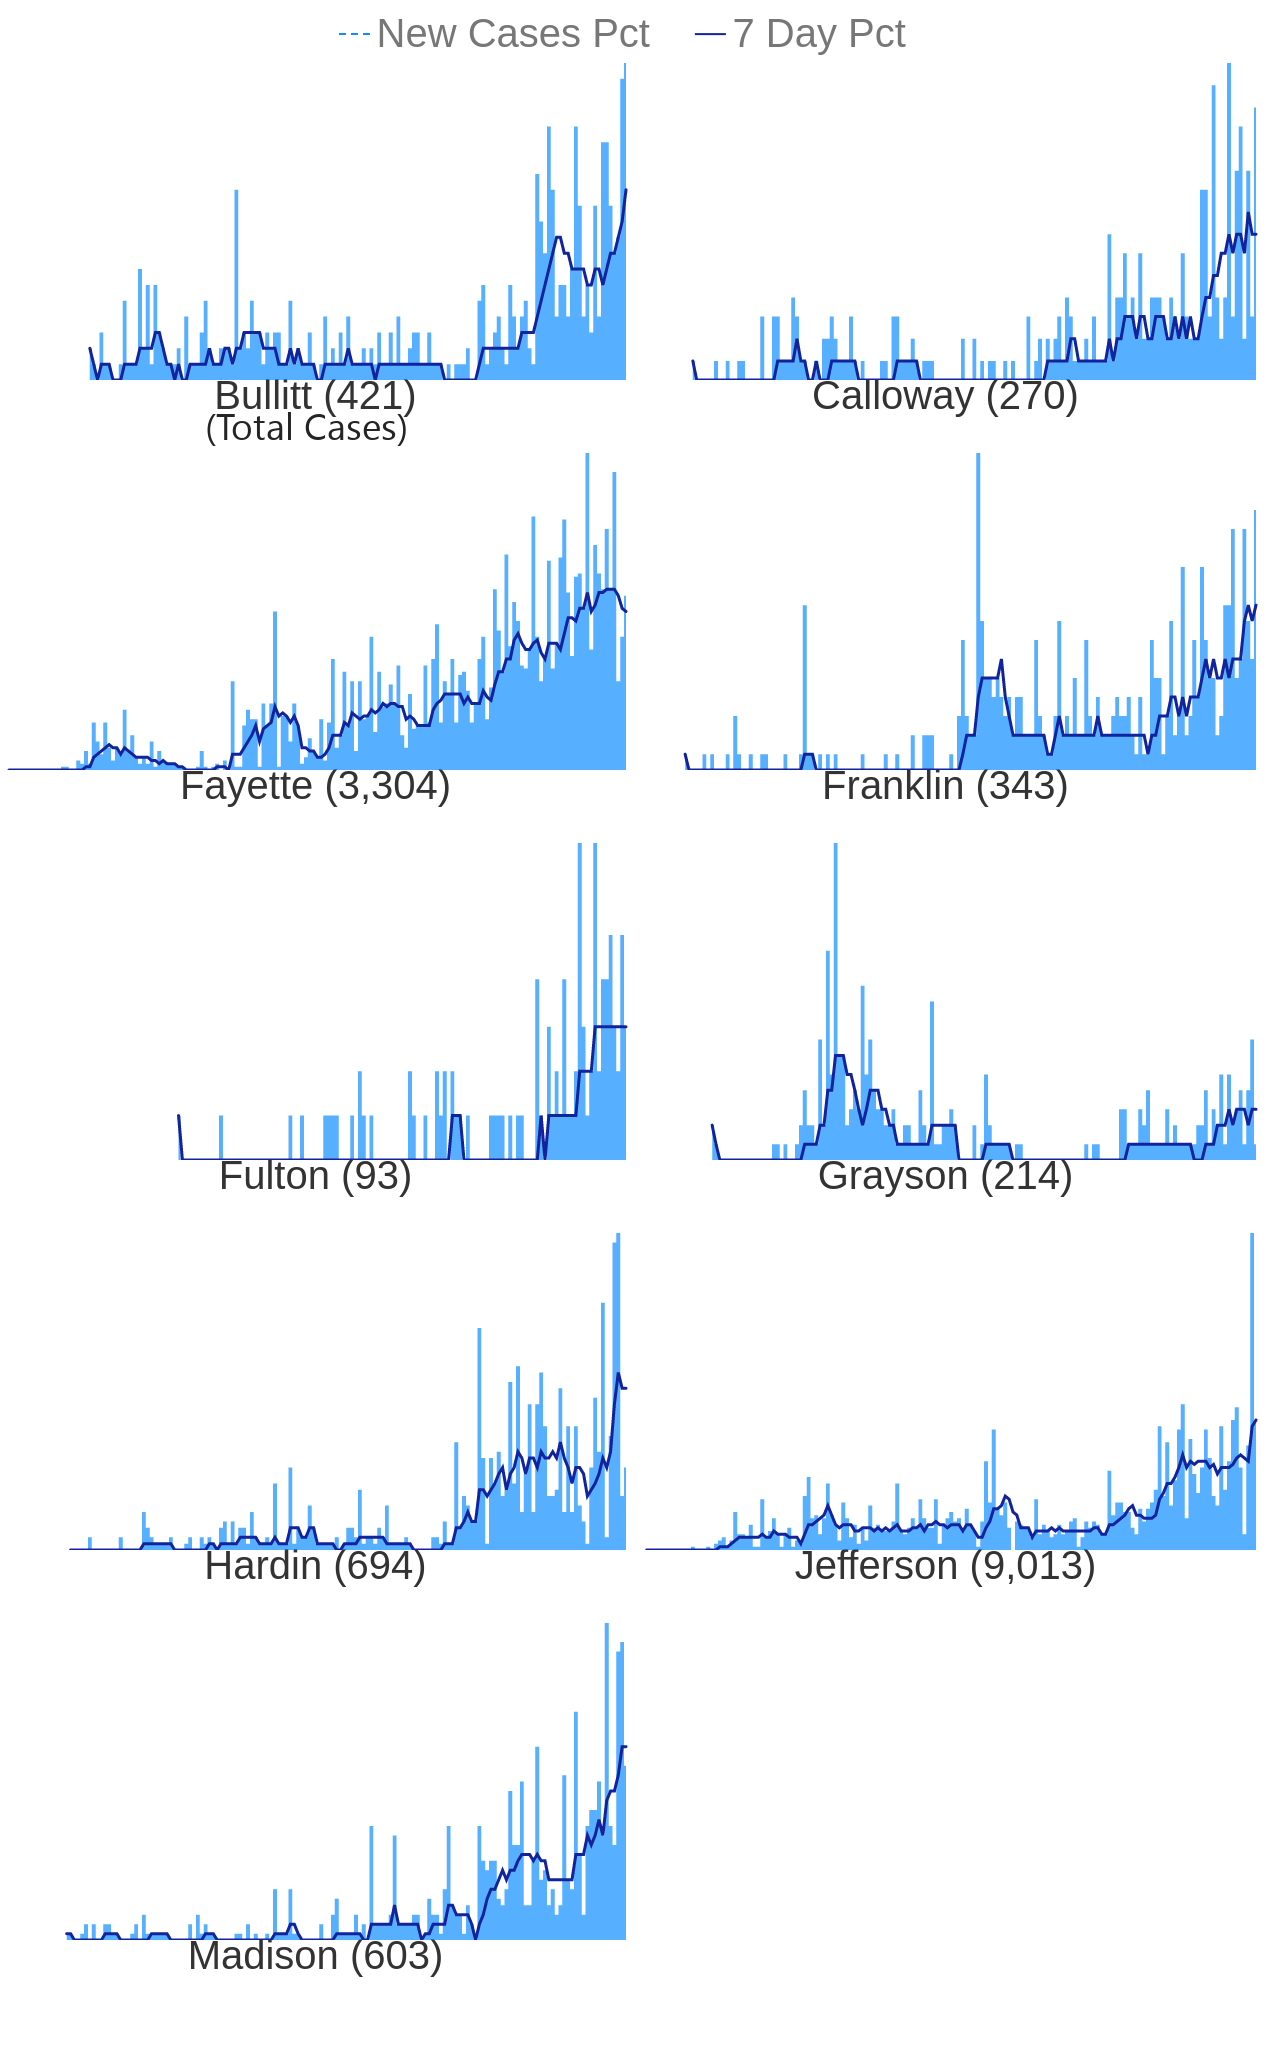 New Cases Pct 7 Day Pct
Bullitt (421) Calloway (270)
(Total Cases)
Fayette (3,304) Franklin (343)
Fulton (93) Grayson (214)
Hardin (694) Jefferson (9,013)
Madison (603)